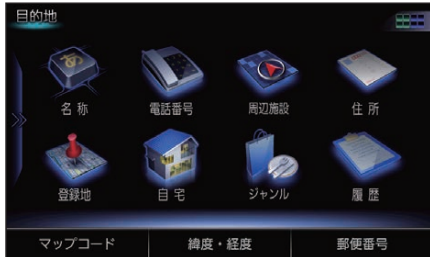 目的地
あ
名称 電話番号 周辺施設 住所
登録地 自宅 ジャンル 履歴
マップコード 緯度・経度 郵便番号